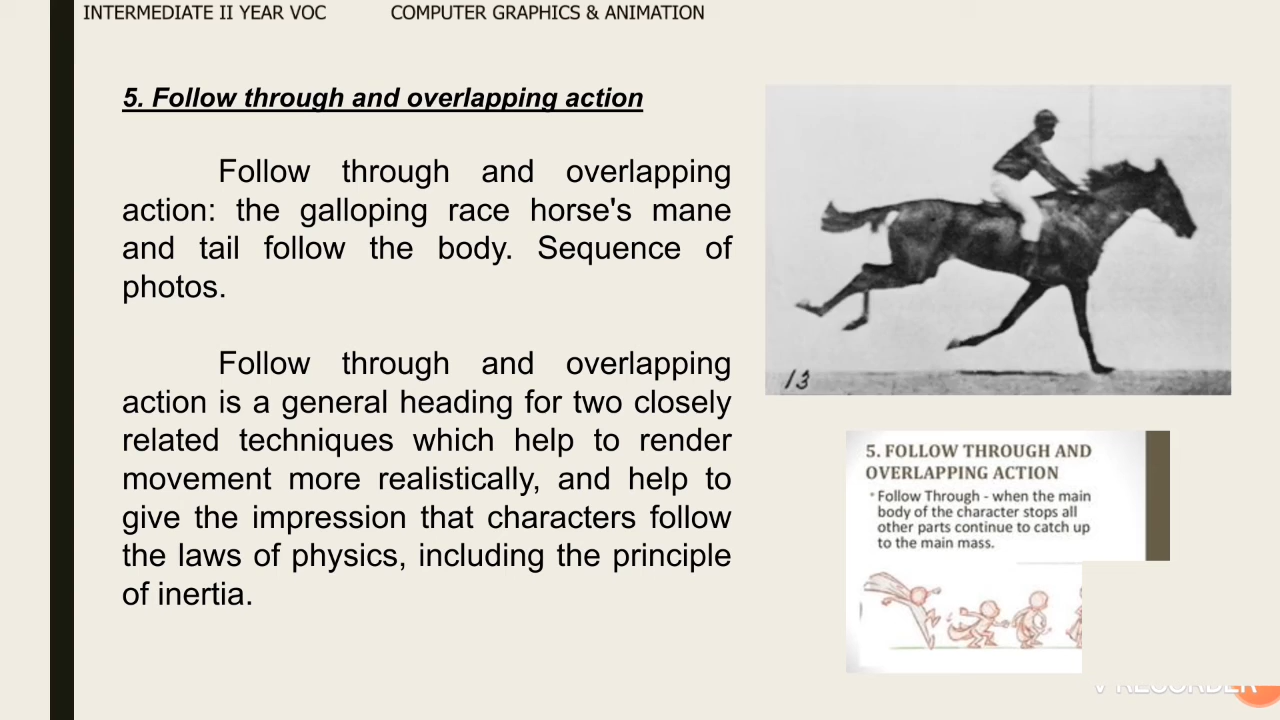 INTERMEDIATE II YEAR VOC COMPUTER GRAPHICS & ANIMATION
5. Follow through and overlapping action
Follow through and overlapping
action: the galloping race horse's mane
and tail follow the body. Sequence of
photos.
Follow through and overlapping
action is a general heading for two closely
related techniques which help to render
movement more realistically, and help to
give the impression that characters follow
the laws of physics, including the principle
of inertia.
13
5. FOLLOW THROUGH AND
OVERLAPPING ACTION
* Follow Through - when the main
body of the character stops all
other parts continue to catch up
to the main mass.
V RECORDER